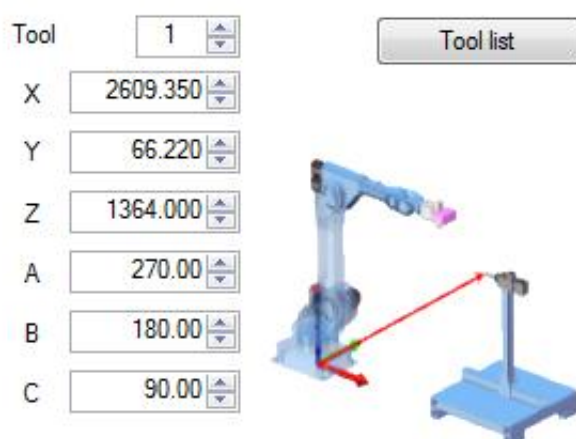 Tool 1 Tool list
X 2609.350
Y 66.220
Z 1364.000
A 270.00
B 180.00
C 90.00